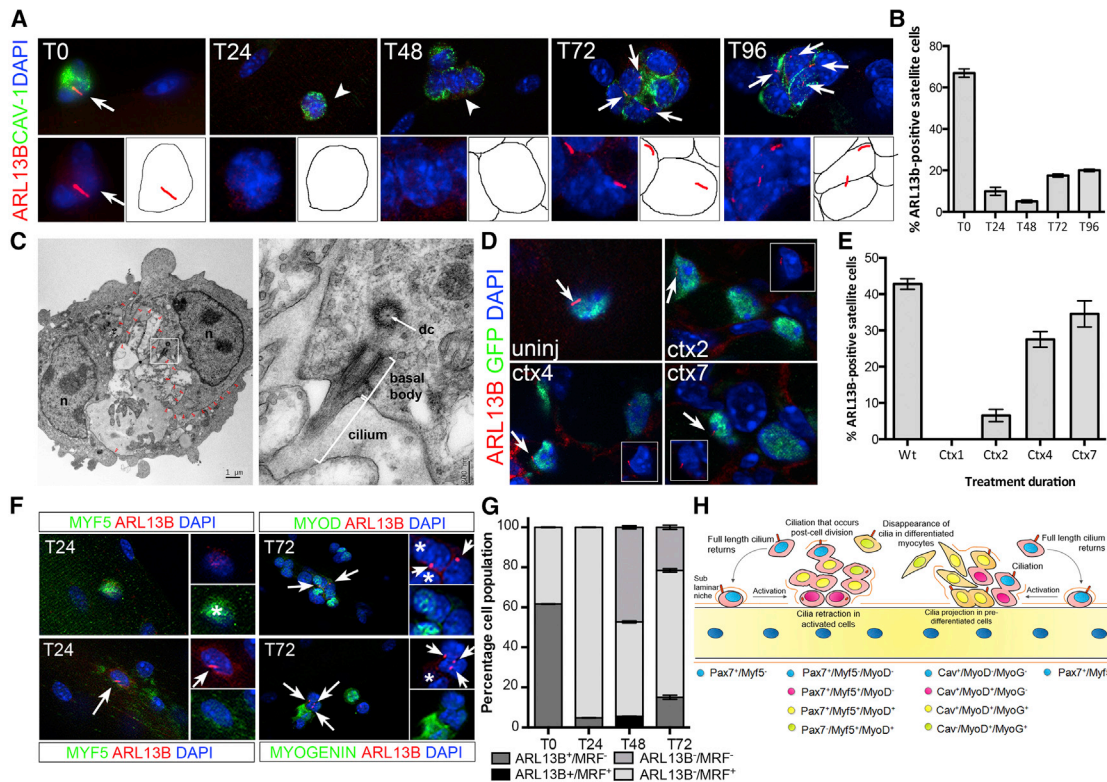 A
ARL13B CAV-1 DAPI
T0
T24
T48
T72
T96
B
% ARL13b-positive satellite cells
80
60
40
20
0
T0 T24 T48 T72 T96
C
n
n
1 µm
dc
basal body
cilium
D
ARL13B GFP DAPI
uninj
ctx2
ctx4
ctx7
E
% ARL13B-positive satellite cells
50
40
30
20
10
0
Wt Ctx1 Ctx2 Ctx4 Ctx7
Treatment duration
F
MYF5 ARL13B DAPI
MYOD ARL13B DAPI
T24
*
T72
*
*
T24
T72
*
MYF5 ARL13B DAPI
MYOGENIN ARL13B DAPI
G
Percentage cell population
100
80
60
40
20
0
T0 T24 T48 T72
ARL13B⁺/MRF⁻
ARL13B⁻/MRF⁻
ARL13B+/MRF⁺
ARL13B⁻/MRF⁺
H
Ciliation that occurs
post-cell division
Disappearance of
cilia in differentiated
myocytes
Full length cilium
returns
Full length cilium
returns
Sub
laminar
niche
Activation
Ciliation
Activation
Cilia retraction in
activated cells
Cilia projection in pre-
differentiated cells
Pax7⁺/Myf5⁻
Pax7⁺/Myf5⁻/MyoD⁻
Pax7⁺/Myf5⁺/MyoD⁻
Pax7⁺/Myf5⁺/MyoD⁺
Pax7⁻/Myf5⁺/MyoD⁺
Cav⁺/MyoD⁻/MyoG⁻
Cav⁺/MyoD⁺/MyoG⁻
Cav⁺/MyoD⁺/MyoG⁺
Cav⁻/MyoD⁺/MyoG⁺
Pax7⁺/Myf5